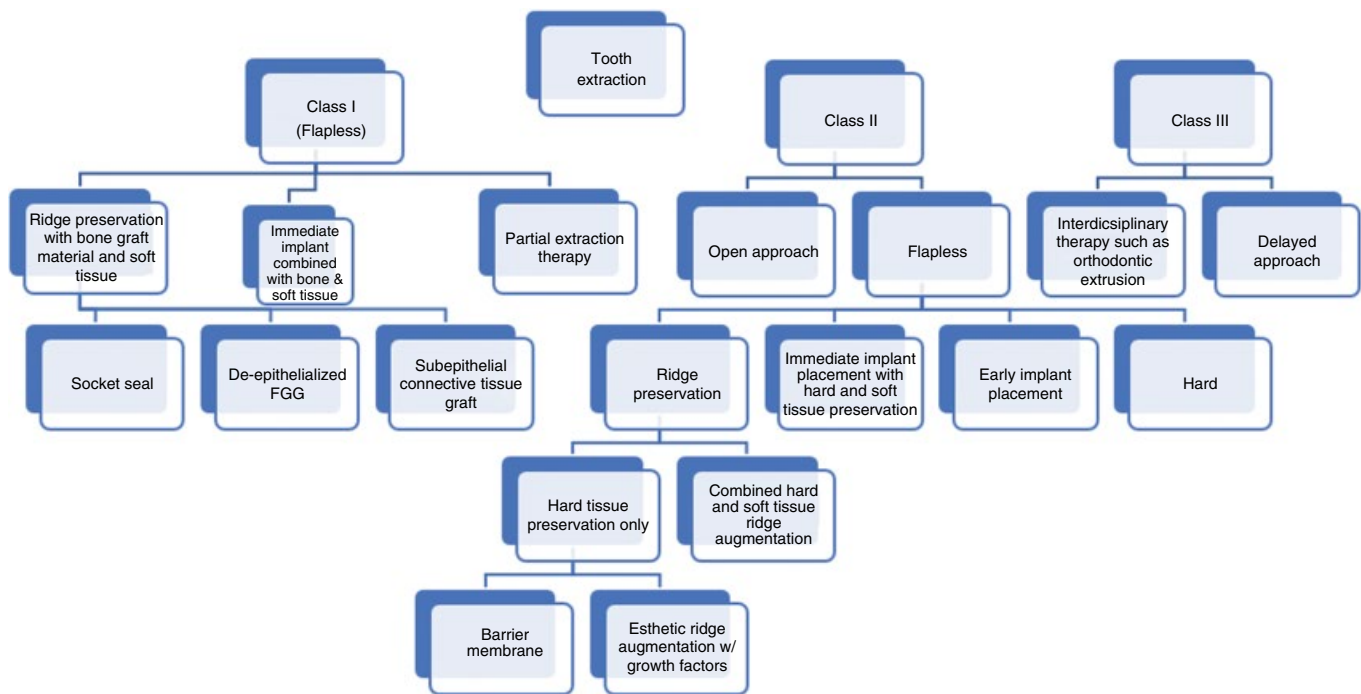 Tooth
extraction
Class I
(Flapless)
Class II
Class III
Ridge preservation
with bone graft
material and soft
tissue
Immediate
implant
combined
with bone &
soft tissue
Partial extraction
therapy
Open approach
Flapless
Interdicsiplinary
therapy such as
orthodontic
extrusion
Delayed
approach
Socket seal
De-epithelialized
FGG
Subepithelial
connective tissue
graft
Ridge
preservation
Immediate implant
placement with
hard and soft
tissue preservation
Early implant
placement
Hard
Hard tissue
preservation only
Combined hard
and soft tissue
ridge
augmentation
Barrier
membrane
Esthetic ridge
augmentation w/
growth factors